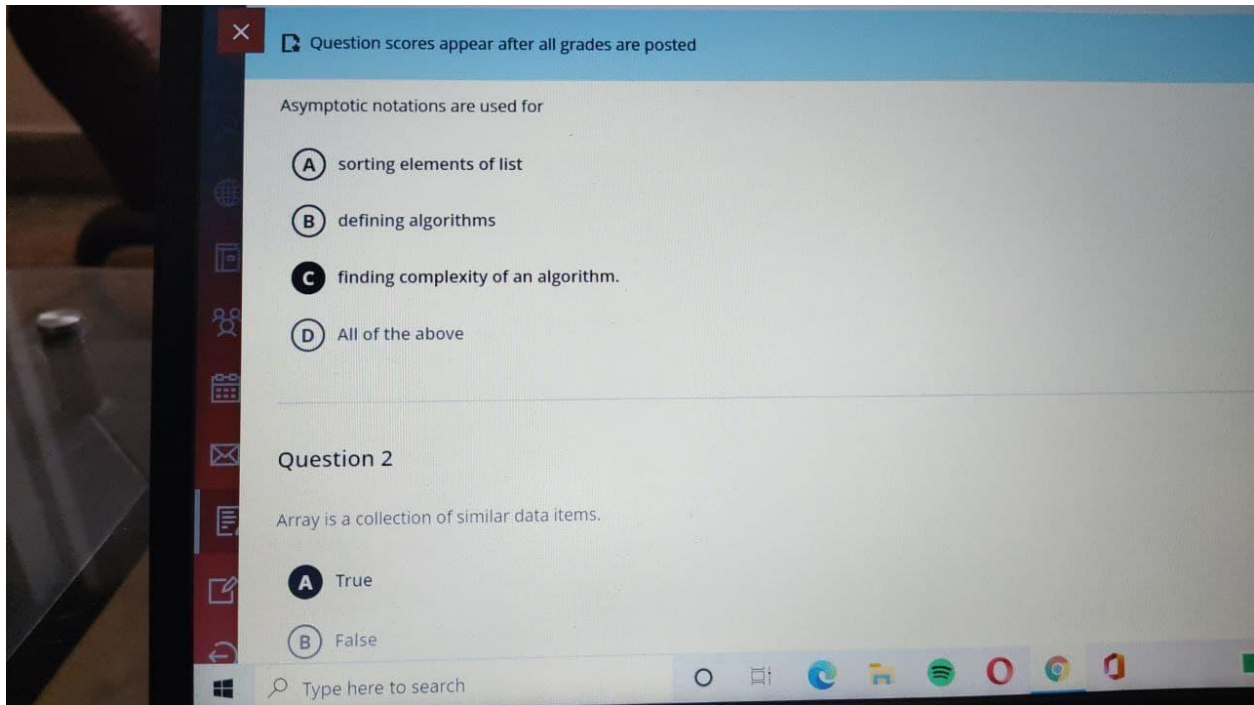 Question scores appear after all grades are posted
Asymptotic notations are used for
A sorting elements of list
B defining algorithms
C finding complexity of an algorithm.
D All of the above
Question 2
Array is a collection of similar data items.
A True
B False
Type here to search